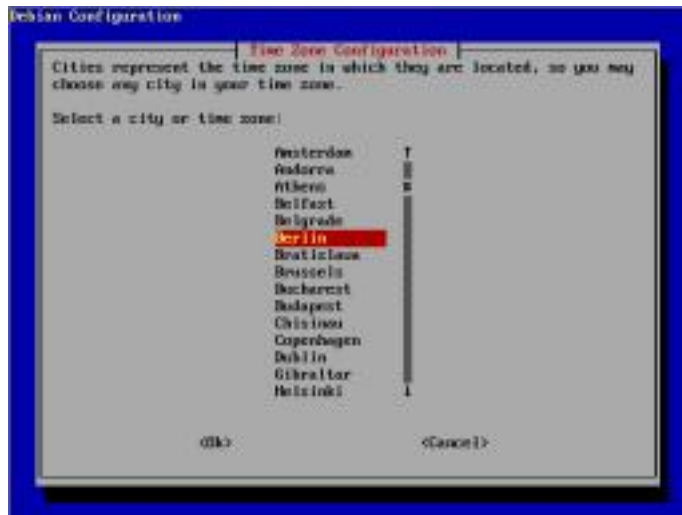 Debian Configuration
Time Zone Configuration
Cities represent the time zone in which they are located, so you may
choose any city in your time zone.
Select a city or time zone:
Amsterdam
Andorra
Athens
Belfast
Belgrade
Berlin
Bratislava
Brussels
Bucharest
Budapest
Chisinau
Copenhagen
Dublin
Gibraltar
Helsinki
<Ok> <Cancel>